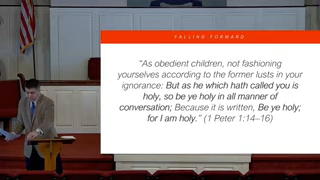 FALLING FORWARD
“As obedient children, not fashioning
yourselves according to the former lusts in your
ignorance: But as he which hath called you is
holy, so be ye holy in all manner of
conversation; Because it is written, Be ye holy;
for I am holy.” (1 Peter 1:14–16)